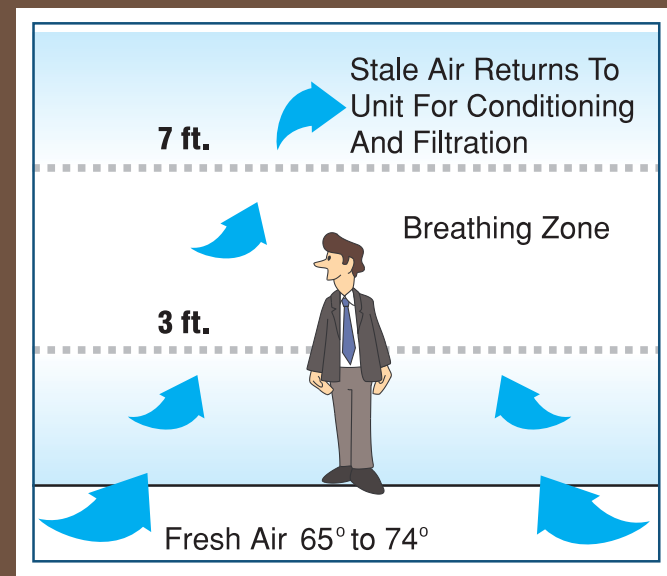 Stale Air Returns To
Unit For Conditioning
And Filtration
7 ft.
Breathing Zone
3 ft.
Fresh Air 65° to 74°